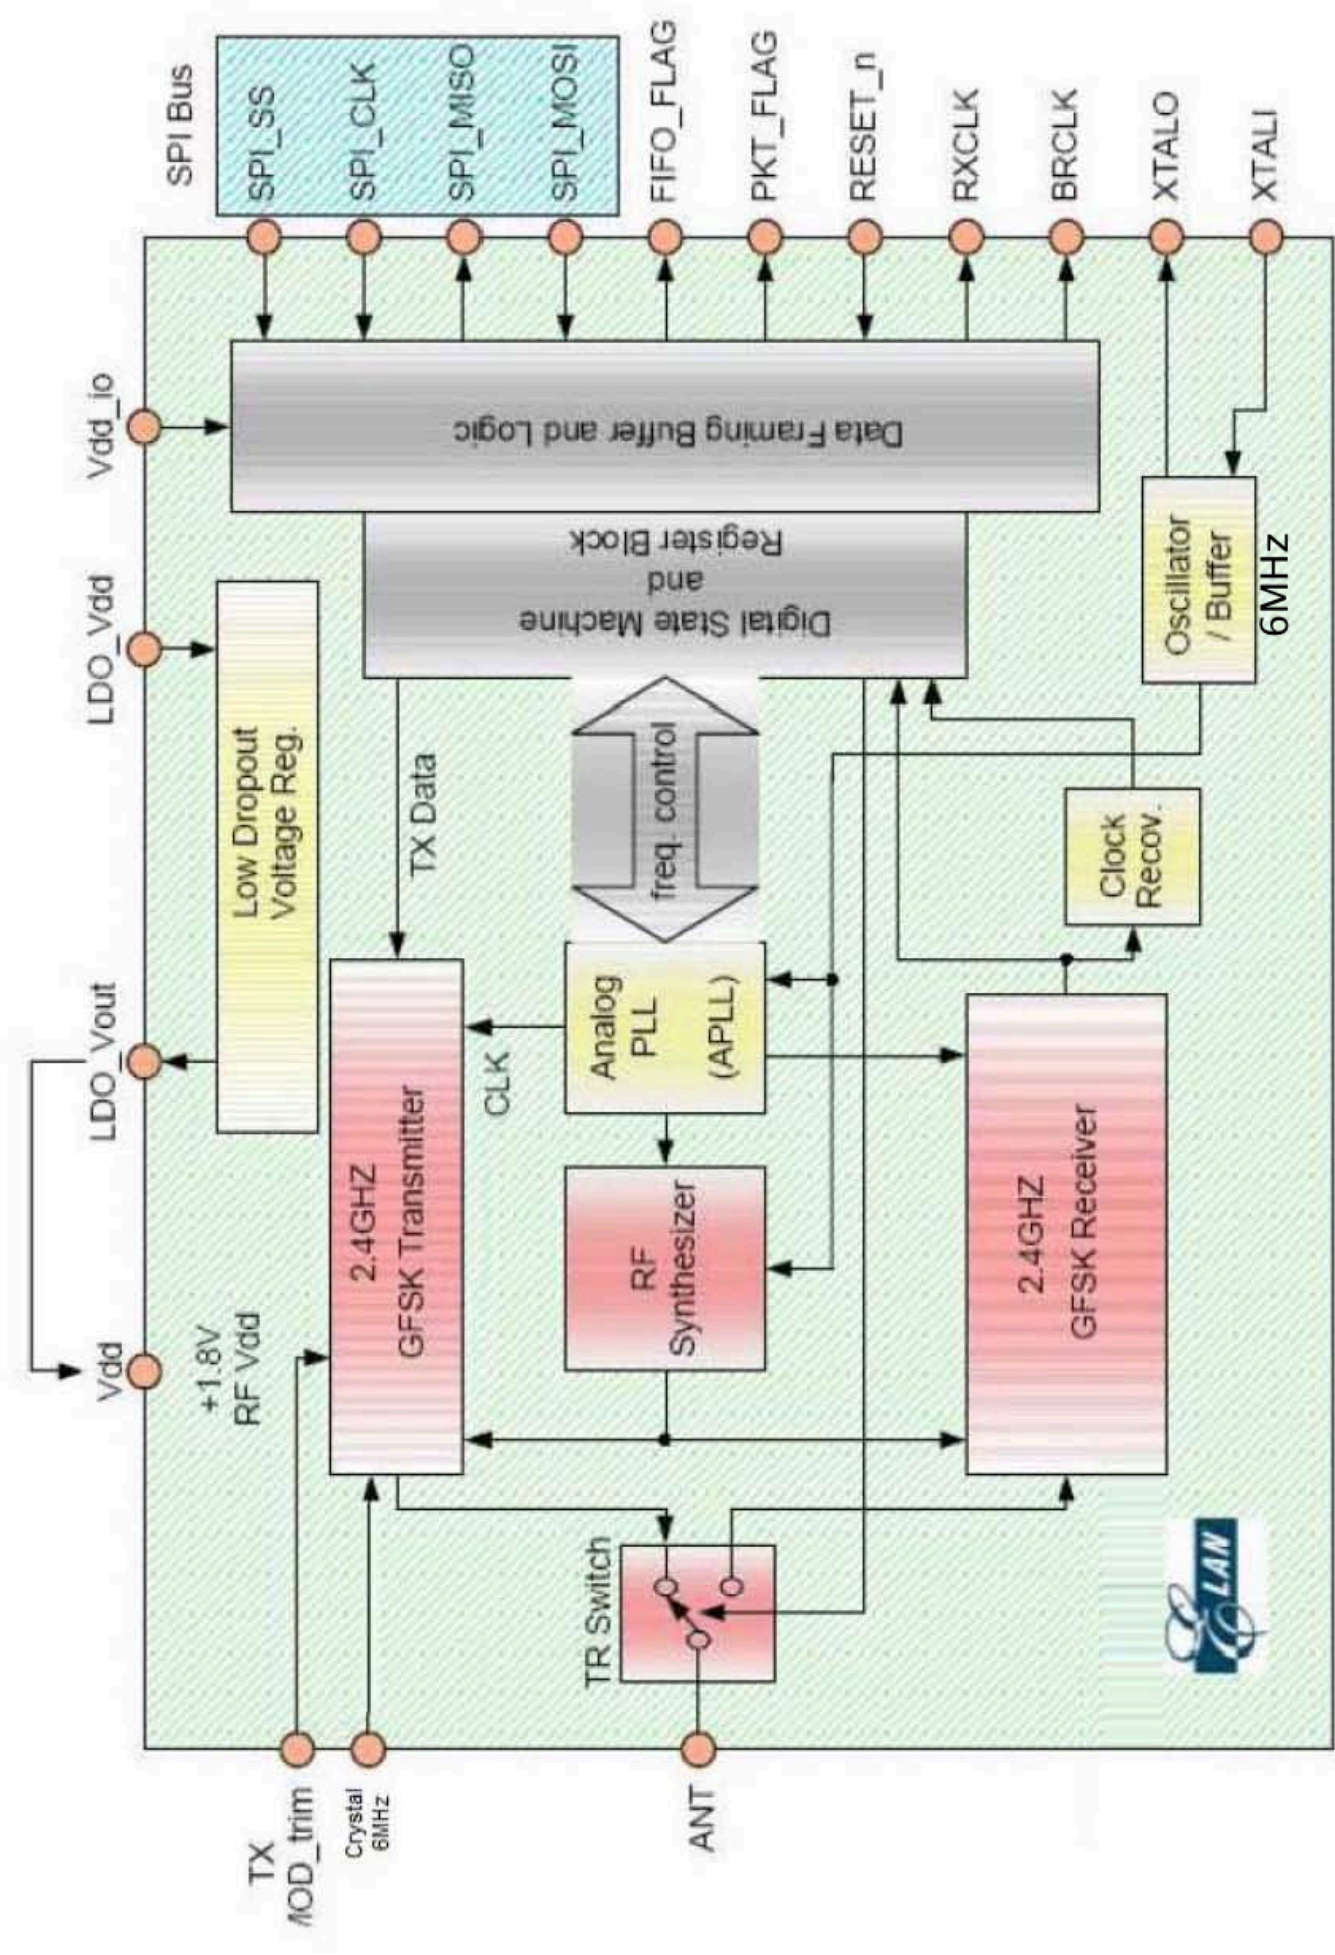 SPI Bus
SPI_SS
SPI_CLK
SPI_MISO
SPI_MOSI
FIFO_FLAG
PKT_FLAG
RESET_n
RXCLK
BRCLK
XTALO
XTALI
Vdd_io
LDO_Vdd
LDO_Vout
Vdd
Data Framing Buffer and Logic
Digital State Machine
and
Register Block
Low Dropout
Voltage Reg.
TX Data
freq. control
Oscillator
/ Buffer
6MHz
Clock
Recov.
Analog
PLL
(APLL)
CLK
2.4GHZ
GFSK Transmitter
RF
Synthesizer
2.4GHZ
GFSK Receiver
+1.8V
RF Vdd
TR Switch
TX
MOD_trim
Crystal
6MHz
ANT
ELAN